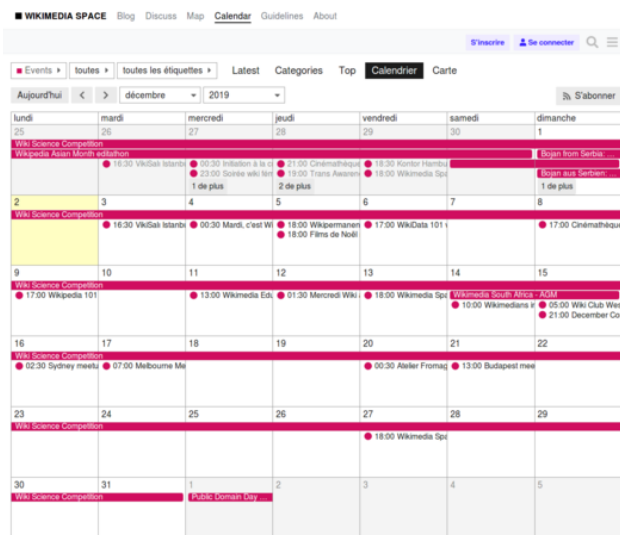 WIKIMEDIA SPACE Blog Discuss Map Calendar Guidelines About
S'inscrire Se connecter
Events toutes toutes les étiquettes Latest Categories Top Calendrier Carte
Aujourd'hui décembre 2019 S'abonner
lundi mardi mercredi jeudi vendredi samedi dimanche
25 26 27 28 29 30 1
Wiki Science Competition
Wikipedia Asian Month editathon Bojan from Serbia: ...
16:30 VikiSalı Istanb 00:30 Initiation à la c 21:00 Cinémathèque 18:30 Kontor Hambu
23:00 Soirée wiki 19:00 Trans Awaren 18:00 Wikimedia Spa Bojan aus Serbien: ...
1 de plus 2 de plus 1 de plus
2 3 4 5 6 7 8
Wiki Science Competition
16:30 VikiSalı Istanb 00:30 Mardi, c'est Wi 18:00 Wikipermanen 17:00 WikiData 101 17:00 Cinémathèqu
18:00 Films de Noël
9 10 11 12 13 14 15
Wiki Science Competition
17:00 Wikipedia 101 13:00 Wikimedia Edu 01:30 Mercredi Wiki 18:00 Wikimedia Spa Wikimedia South Africa - AGM
10:00 Wikimedians i 05:00 Wiki Club Wes
21:00 December Co
16 17 18 19 20 21 22
Wiki Science Competition
02:30 Sydney meetu 07:00 Melbourne Me 00:30 Atelier Fromag 13:00 Budapest mee
23 24 25 26 27 28 29
Wiki Science Competition
18:00 Wikimedia Spa
30 31 1 2 3 4 5
Wiki Science Competition Public Domain Day ...